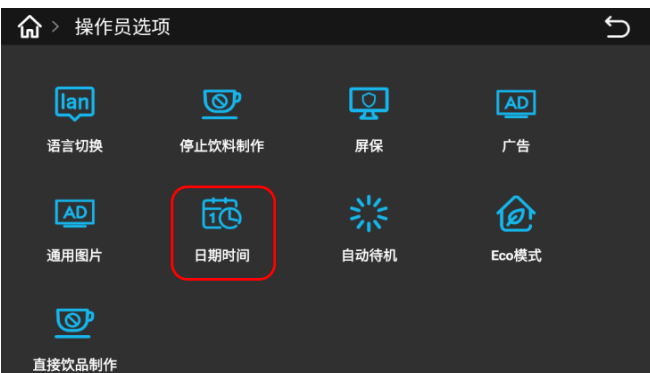 操作员选项
lan
AD
语言切换
停止饮料制作
屏保
广告
AD
1
通用图片
日期时间
自动待机
Eco模式
直接饮品制作